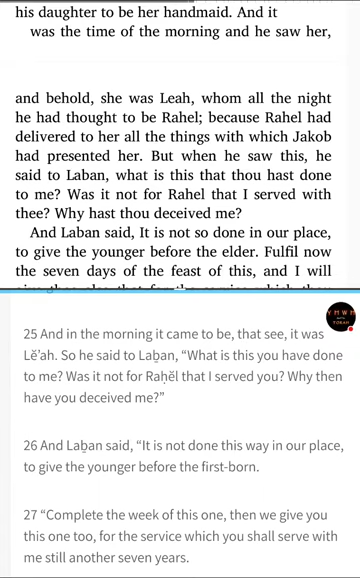 his daughter to be her handmaid. And it
was the time of the morning and he saw her,
and behold, she was Leah, whom all the night
he had thought to be Rahel; because Rahel had
delivered to her all the things with which Jakob
had presented her. But when he saw this, he
said to Laban, what is this that thou hast done
to me? Was it not for Rahel that I served with
thee? Why hast thou deceived me?
And Laban said, It is not so done in our place,
to give the younger before the elder. Fulfil now
the seven days of the feast of this, and I will
25 And in the morning it came to be, that see, it was
Lĕ’ah. So he said to Laḇan, “What is this you have done
to me? Was it not for Raḥĕl that I served you? Why then
have you deceived me?”
26 And Laḇan said, “It is not done this way in our place,
to give the younger before the first-born.
27 “Complete the week of this one, then we give you
this one too, for the service which you shall serve with
me still another seven years.